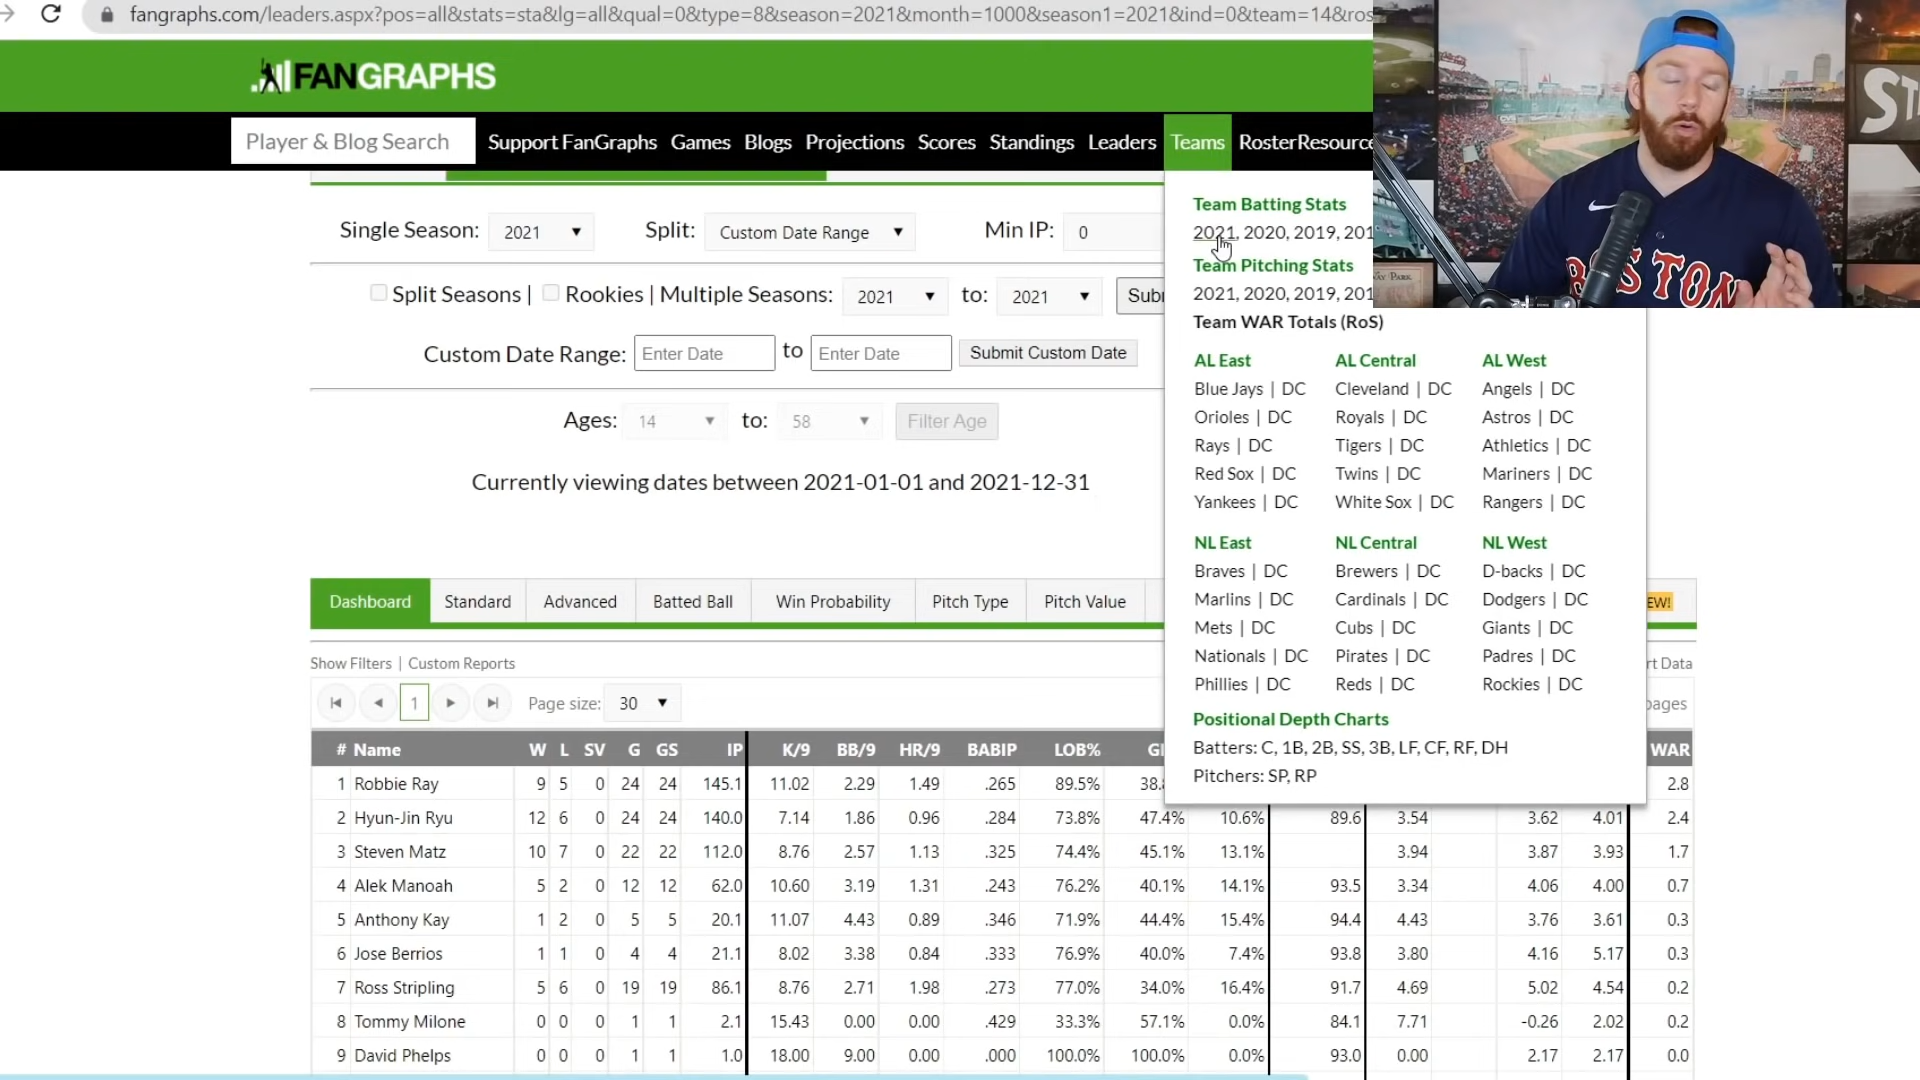 fangraphs.com/leaders.aspx?pos=all&stats=sta&lg=all&qual=0&type=8&season=2021&month=1000&season1=2021&ind=0&team=14&ros
FANGRAPHS
Player & Blog Search Support FanGraphs Games Blogs Projections Scores Standings Leaders Teams RosterResource
Single Season: 2021 Split: Custom Date Range Min IP: 0
Split Seasons | Rookies | Multiple Seasons: 2021 to: 2021 Sub
Custom Date Range: Enter Date to Enter Date Submit Custom Date
Ages: 14 to: 58 Filter Age
Currently viewing dates between 2021-01-01 and 2021-12-31
Team Batting Stats
2021, 2020, 2019, 201
Team Pitching Stats
2021, 2020, 2019, 201
Team WAR Totals (RoS)
AL East AL Central AL West
Blue Jays | DC Cleveland | DC Angels | DC
Orioles | DC Royals | DC Astros | DC
Rays | DC Tigers | DC Athletics | DC
Red Sox | DC Twins | DC Mariners | DC
Yankees | DC White Sox | DC Rangers | DC
NL East NL Central NL West
Braves | DC Brewers | DC D-backs | DC
Marlins | DC Cardinals | DC Dodgers | DC
Mets | DC Cubs | DC Giants | DC
Nationals | DC Pirates | DC Padres | DC
Phillies | DC Reds | DC Rockies | DC
Positional Depth Charts
Batters: C, 1B, 2B, SS, 3B, LF, CF, RF, DH
Pitchers: SP, RP
BOSTON
ST
Dashboard Standard Advanced Batted Ball Win Probability Pitch Type Pitch Value EW!
Show Filters | Custom Reports rt Data
1 Page size: 30 pages
# Name W L SV G GS IP K/9 BB/9 HR/9 BABIP LOB% G WAR
1 Robbie Ray 9 5 0 24 24 145.1 11.02 2.29 1.49 .265 89.5% 38. 2.8
2 Hyun-Jin Ryu 12 6 0 24 24 140.0 7.14 1.86 0.96 .284 73.8% 47.4% 10.6% 89.6 3.54 3.62 4.01 2.4
3 Steven Matz 10 7 0 22 22 112.0 8.76 2.57 1.13 .325 74.4% 45.1% 13.1% 3.94 3.87 3.93 1.7
4 Alek Manoah 5 2 0 12 12 62.0 10.60 3.19 1.31 .243 76.2% 40.1% 14.1% 93.5 3.34 4.06 4.00 0.7
5 Anthony Kay 1 2 0 5 5 20.1 11.07 4.43 0.89 .346 71.9% 44.4% 15.4% 94.4 4.43 3.76 3.61 0.3
6 Jose Berrios 1 1 0 4 4 21.1 8.02 3.38 0.84 .333 76.9% 40.0% 7.4% 93.8 3.80 4.16 5.17 0.3
7 Ross Stripling 5 6 0 19 19 86.1 8.76 2.71 1.98 .273 77.0% 34.0% 16.4% 91.7 4.69 5.02 4.54 0.2
8 Tommy Milone 0 0 0 1 1 2.1 15.43 0.00 0.00 .429 33.3% 57.1% 0.0% 84.1 7.71 -0.26 2.02 0.2
9 David Phelps 0 0 0 1 1 1.0 18.00 9.00 0.00 .000 100.0% 100.0% 0.0% 93.0 0.00 2.17 2.17 0.0